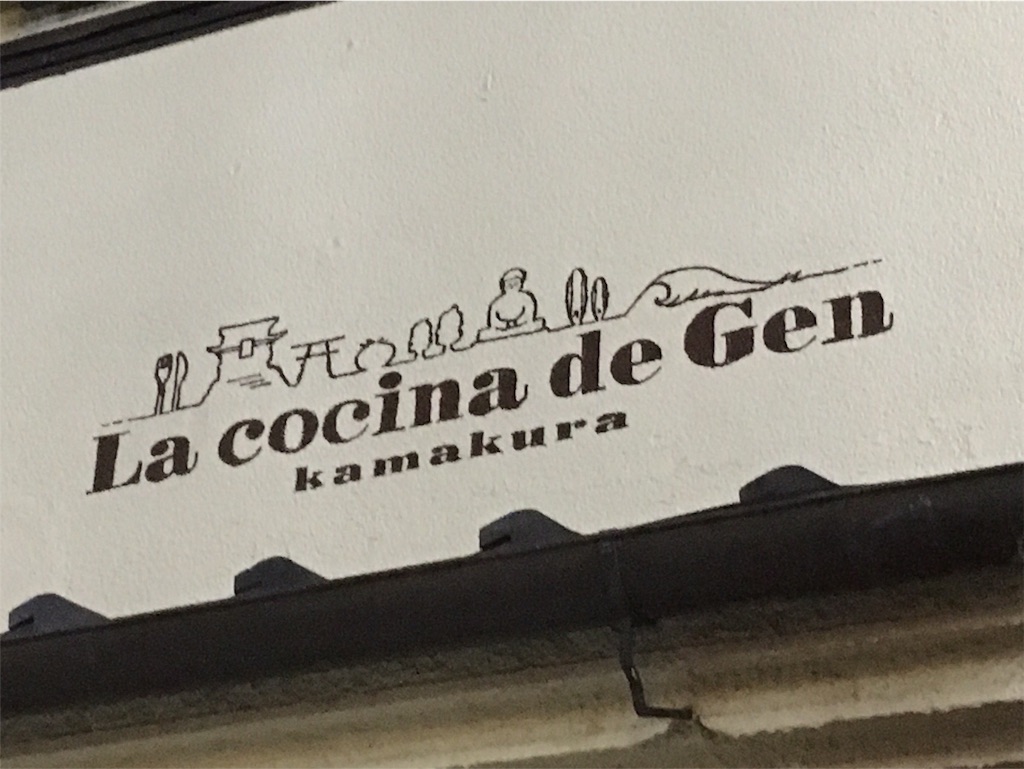 La cocina de Gen
kamakura